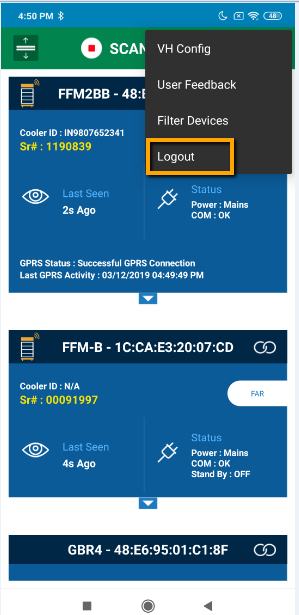 4:50 PM
48
SCAN
VH Config
User Feedback
Filter Devices
Logout
FFM2BB - 48:E
Cooler ID : IN9807652341
Sr# : 1190839
Last Seen
2s Ago
Status
Power : Mains
COM : OK
GPRS Status : Successful GPRS Connection
Last GPRS Activity : 03/12/2019 04:49:49 PM
FFM-B - 1C:CA:E3:20:07:CD
Cooler ID : N/A
Sr# : 00091997
FAR
Last Seen
4s Ago
Status
Power : Mains
COM : OK
Stand By : OFF
GBR4 - 48:E6:95:01:C1:8F